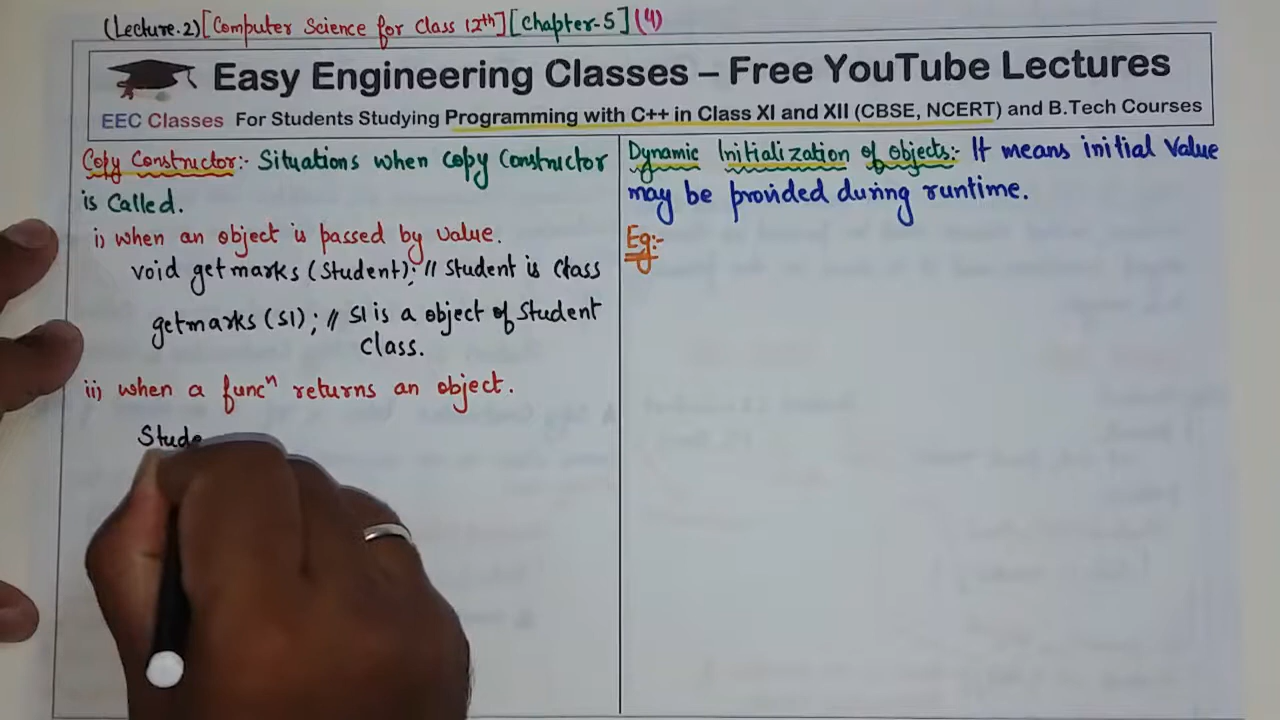 (Lecture.2)[Computer Science for Class 12th][Chapter-5](4)
Easy Engineering Classes – Free YouTube Lectures
EEC Classes For Students Studying Programming with C++ in Class XI and XII (CBSE, NCERT) and B.Tech Courses
Copy Constructor:- Situations when copy Constructor
is called.
i) when an object is passed by value.
void getmarks (Student); // Student is Class
getmarks (S1); // S1 is a object of Student
Class.
ii) when a funcⁿ returns an object.
Stude
Dynamic Initialization of objects:- It means initial value
may be provided during runtime.
Eg:-